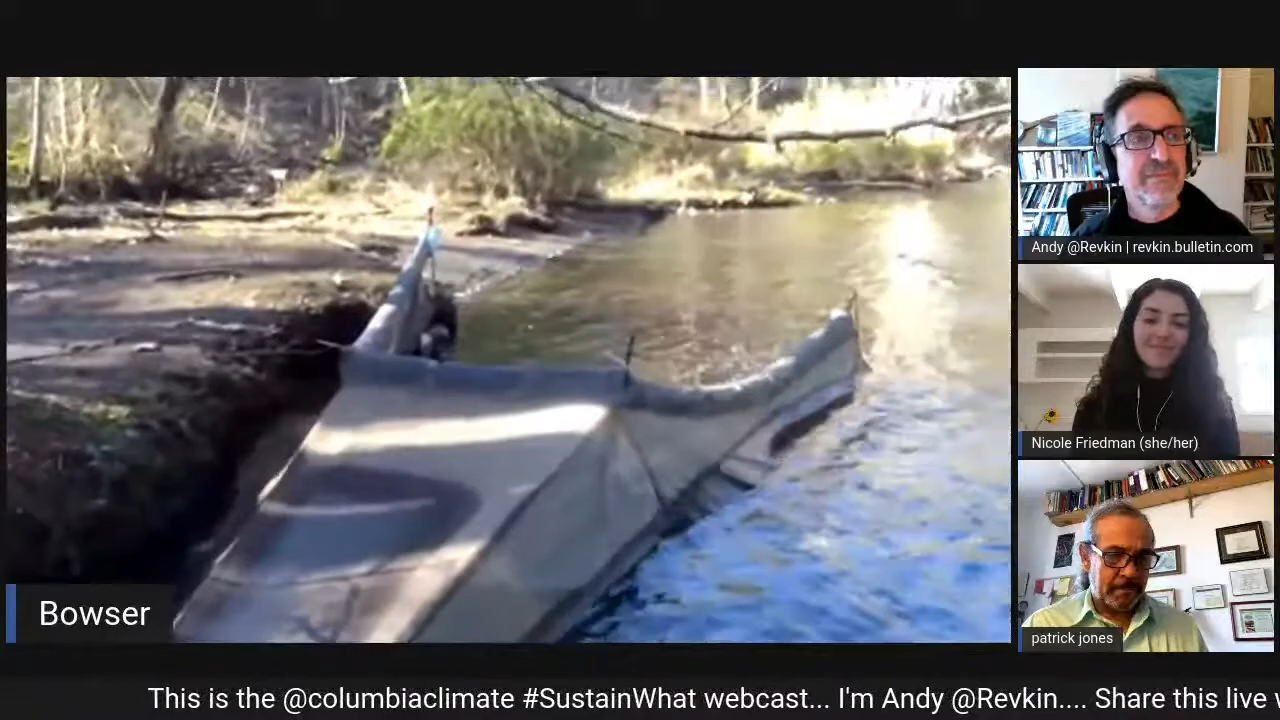 Andy @Revkin | revkin.bulletin.com
Nicole Friedman (she/her)
patrick jones
Bowser
This is the @columbiaclimate #SustainWhat webcast... I'm Andy @Revkin.... Share this live